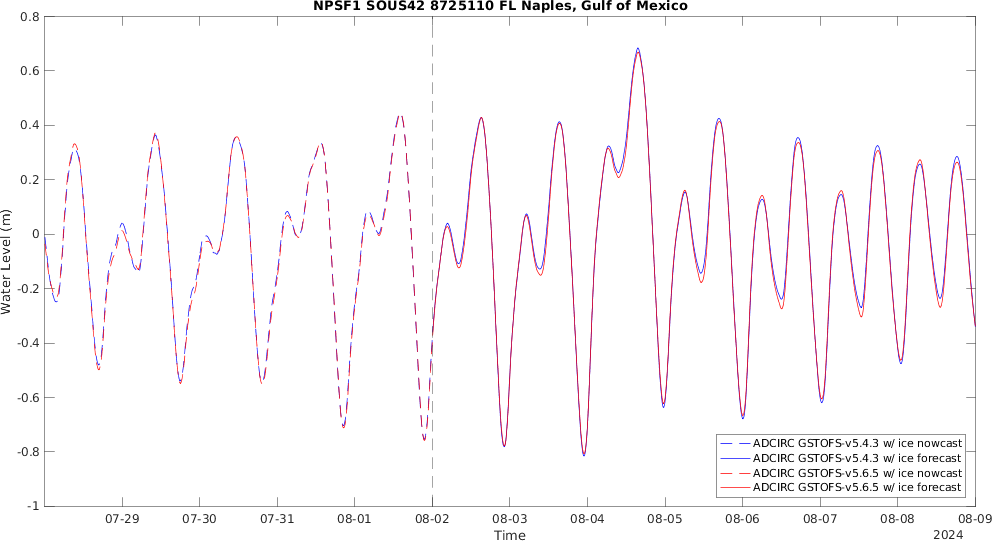 NPSF1 SOUS42 8725110 FL Naples, Gulf of Mexico
Water Level (m)
0.8
0.6
0.4
0.2
0
-0.2
-0.4
-0.6
-0.8
-1
ADCIRC GSTOFS-v5.4.3 w/ ice nowcast
ADCIRC GSTOFS-v5.4.3 w/ ice forecast
ADCIRC GSTOFS-v5.6.5 w/ ice nowcast
ADCIRC GSTOFS-v5.6.5 w/ ice forecast
07-29 07-30 07-31 08-01 08-02 08-03 08-04 08-05 08-06 08-07 08-08 08-09
Time
2024